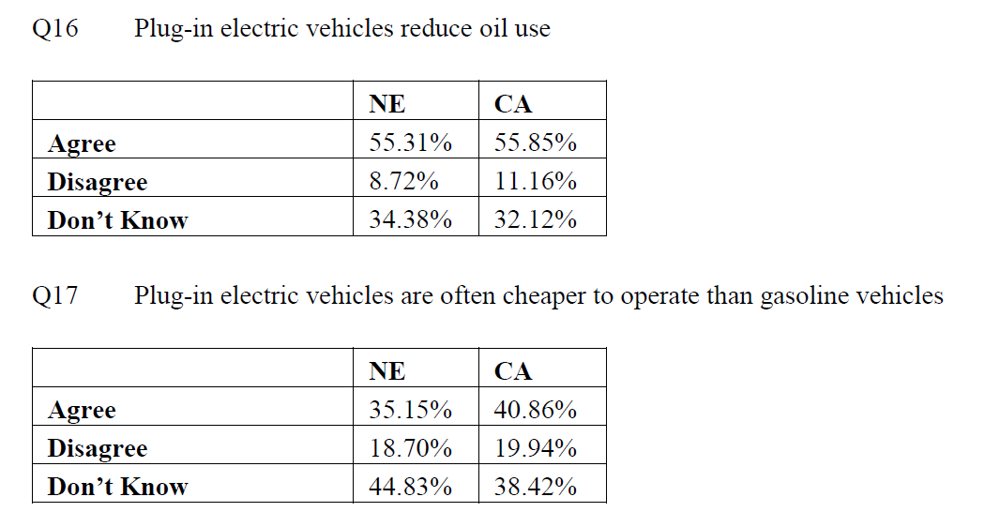 Q16 Plug-in electric vehicles reduce oil use
NE CA
Agree 55.31% 55.85%
Disagree 8.72% 11.16%
Don’t Know 34.38% 32.12%
Q17 Plug-in electric vehicles are often cheaper to operate than gasoline vehicles
NE CA
Agree 35.15% 40.86%
Disagree 18.70% 19.94%
Don’t Know 44.83% 38.42%